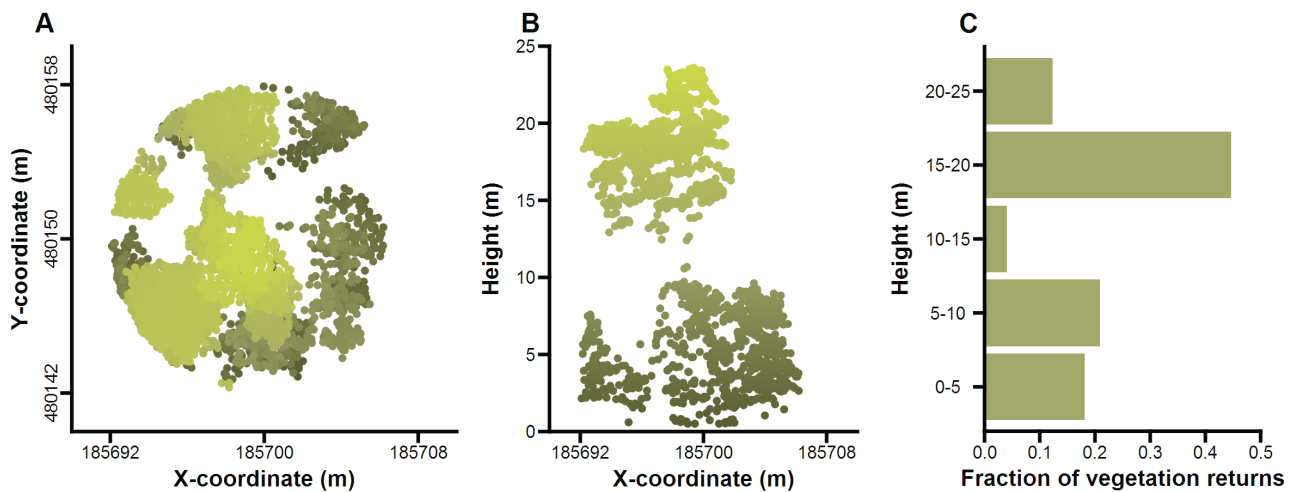 A
Y-coordinate (m)
480158
480150
480142
185692
185700
185708
X-coordinate (m)
B
Height (m)
25
20
15
10
5
0
185692
185700
185708
X-coordinate (m)
C
Height (m)
20-25
15-20
10-15
5-10
0-5
0.0
0.1
0.2
0.3
0.4
0.5
Fraction of vegetation returns